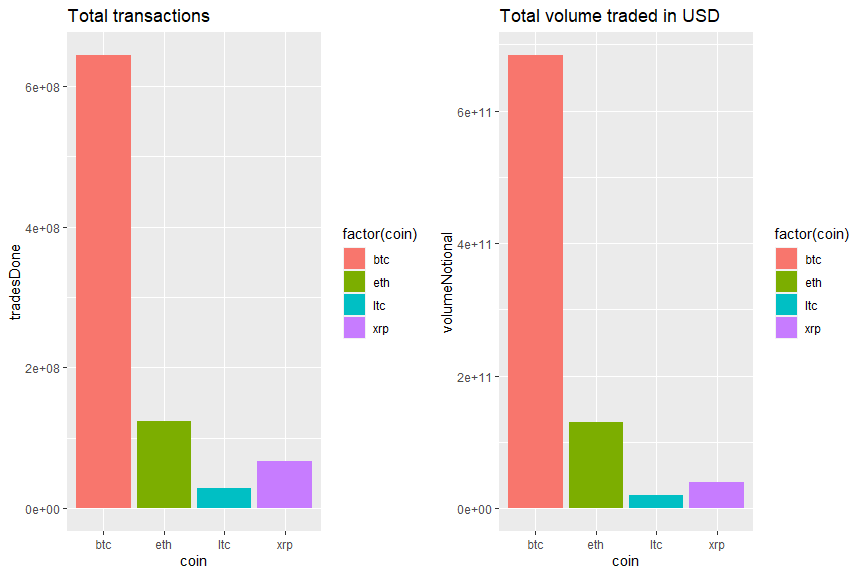 Total transactions
tradesDone
6e+08
4e+08
2e+08
0e+00
btc eth ltc xrp
coin
factor(coin)
btc
eth
ltc
xrp
Total volume traded in USD
volumeNotional
6e+11
4e+11
2e+11
0e+00
btc eth ltc xrp
coin
factor(coin)
btc
eth
ltc
xrp